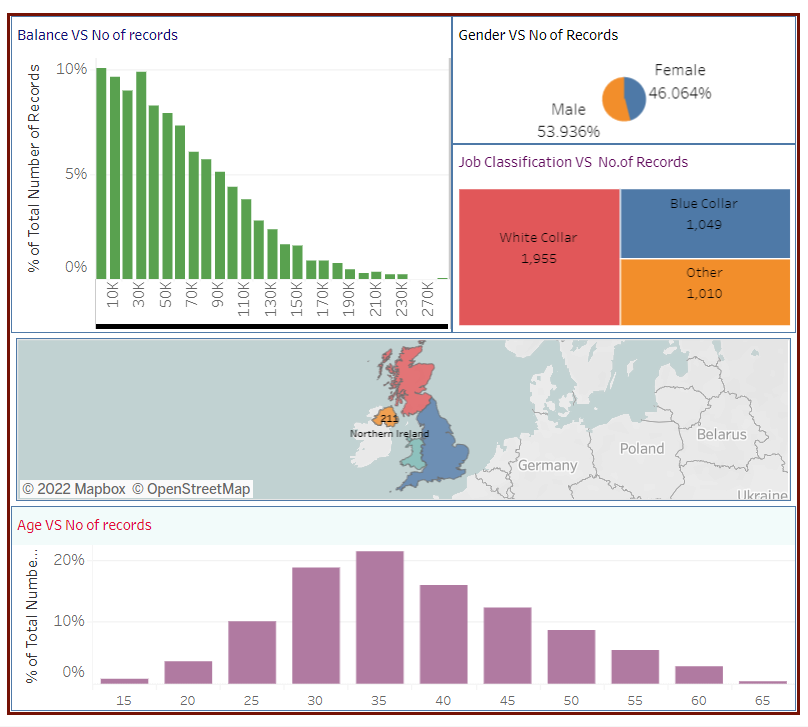 Balance VS No of records
% of Total Number of Records
10%
5%
0%
10K
30K
50K
70K
90K
110K
130K
150K
170K
190K
210K
230K
270K
Gender VS No of Records
Female
46.064%
Male
53.936%
Job Classification VS No.of Records
White Collar
1,955
Blue Collar
1,049
Other
1,010
211
Northern Ireland
Germany
Poland
Belarus
Ukraine
© 2022 Mapbox © OpenStreetMap
Age VS No of records
% of Total Numbe...
20%
10%
0%
15 20 25 30 35 40 45 50 55 60 65